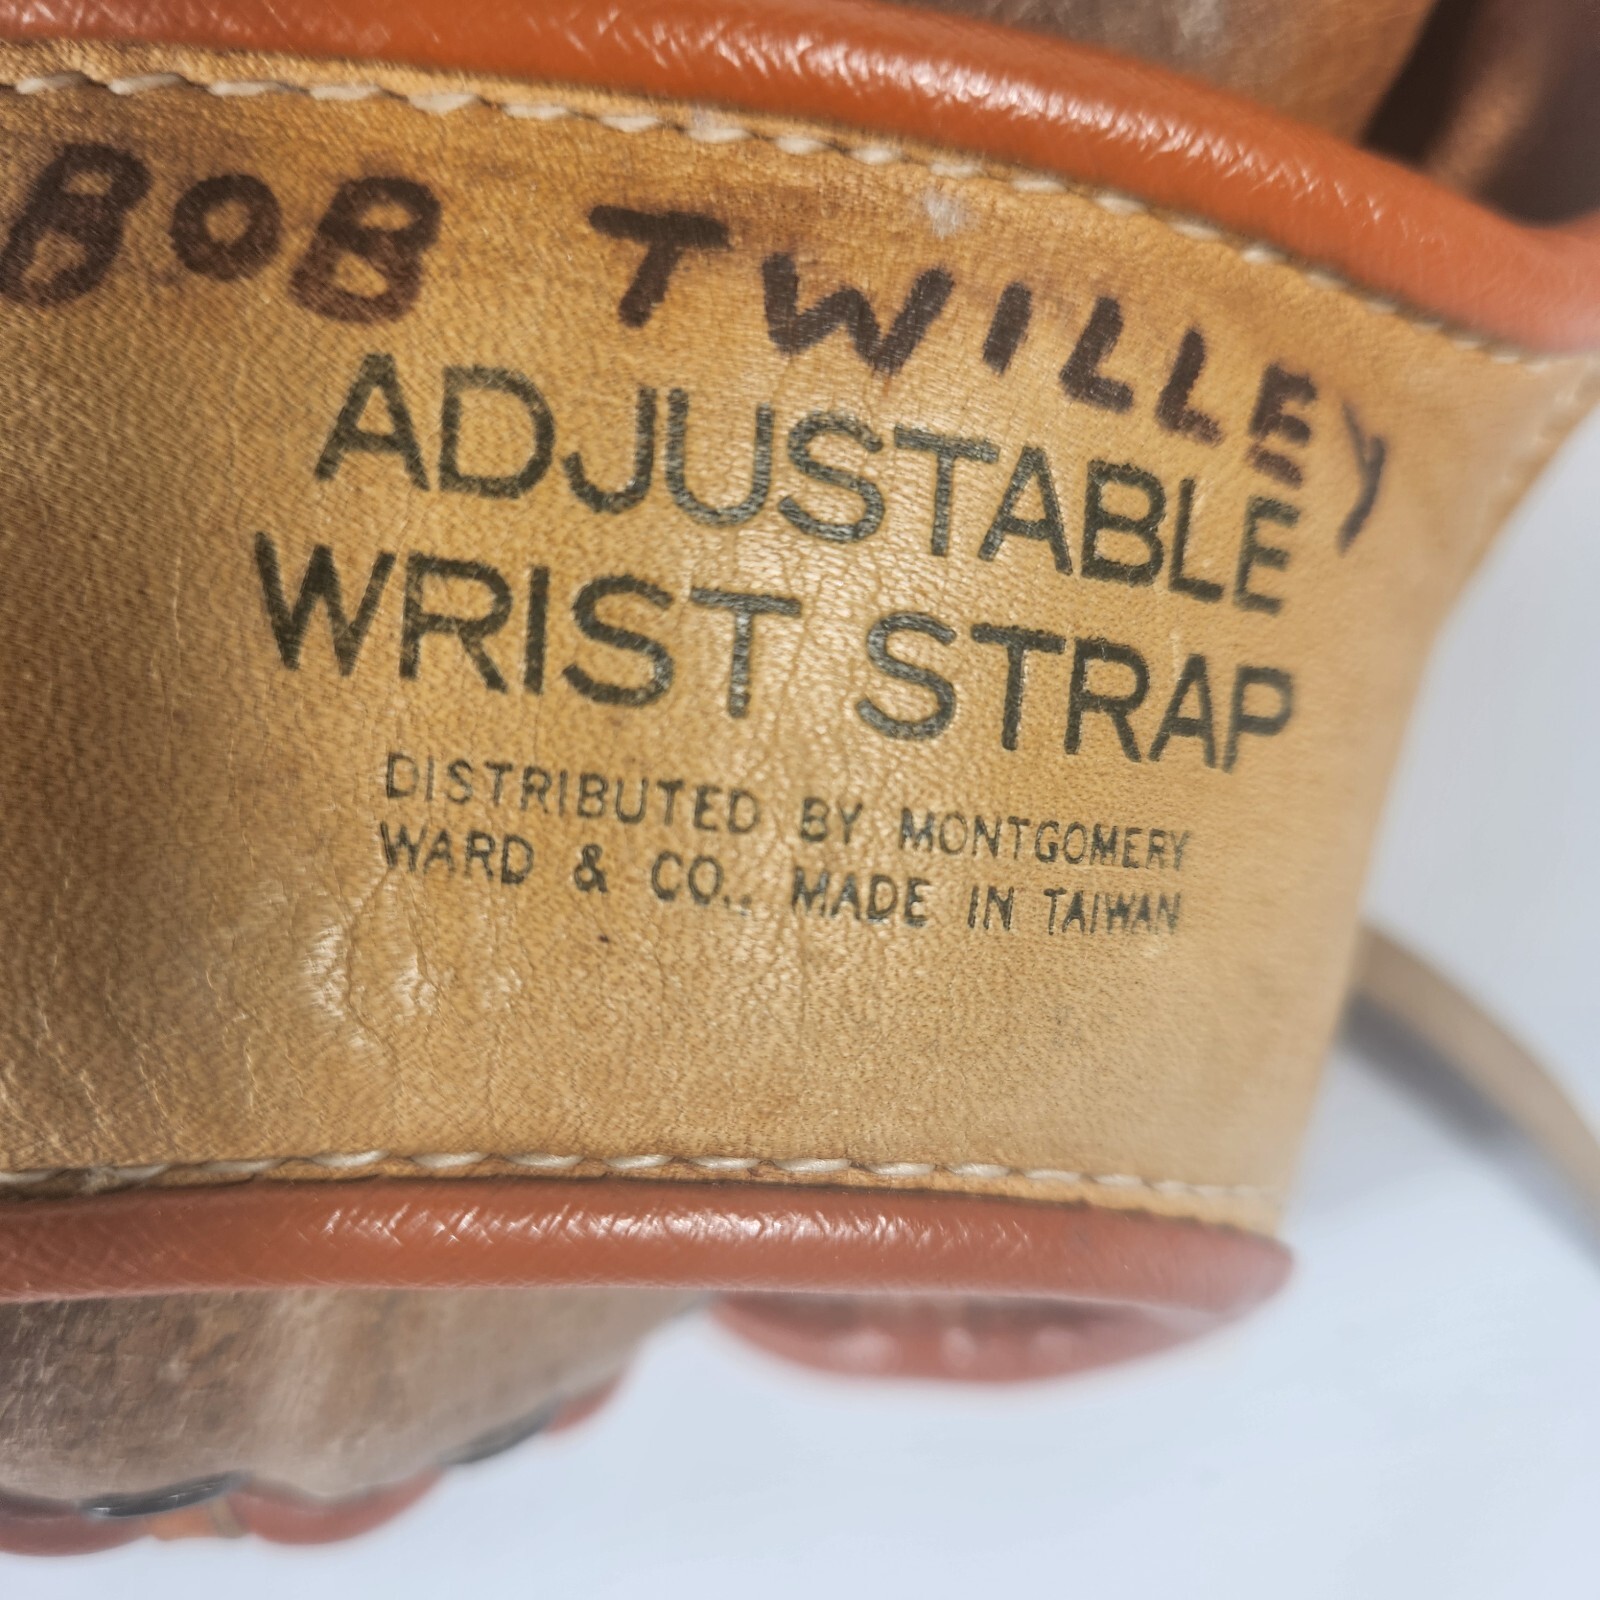 BOB TWILLEY
ADJUSTABLE
WRIST STRAP
DISTRIBUTED BY MONTGOMERY
WARD & CO., MADE IN TAIWAN